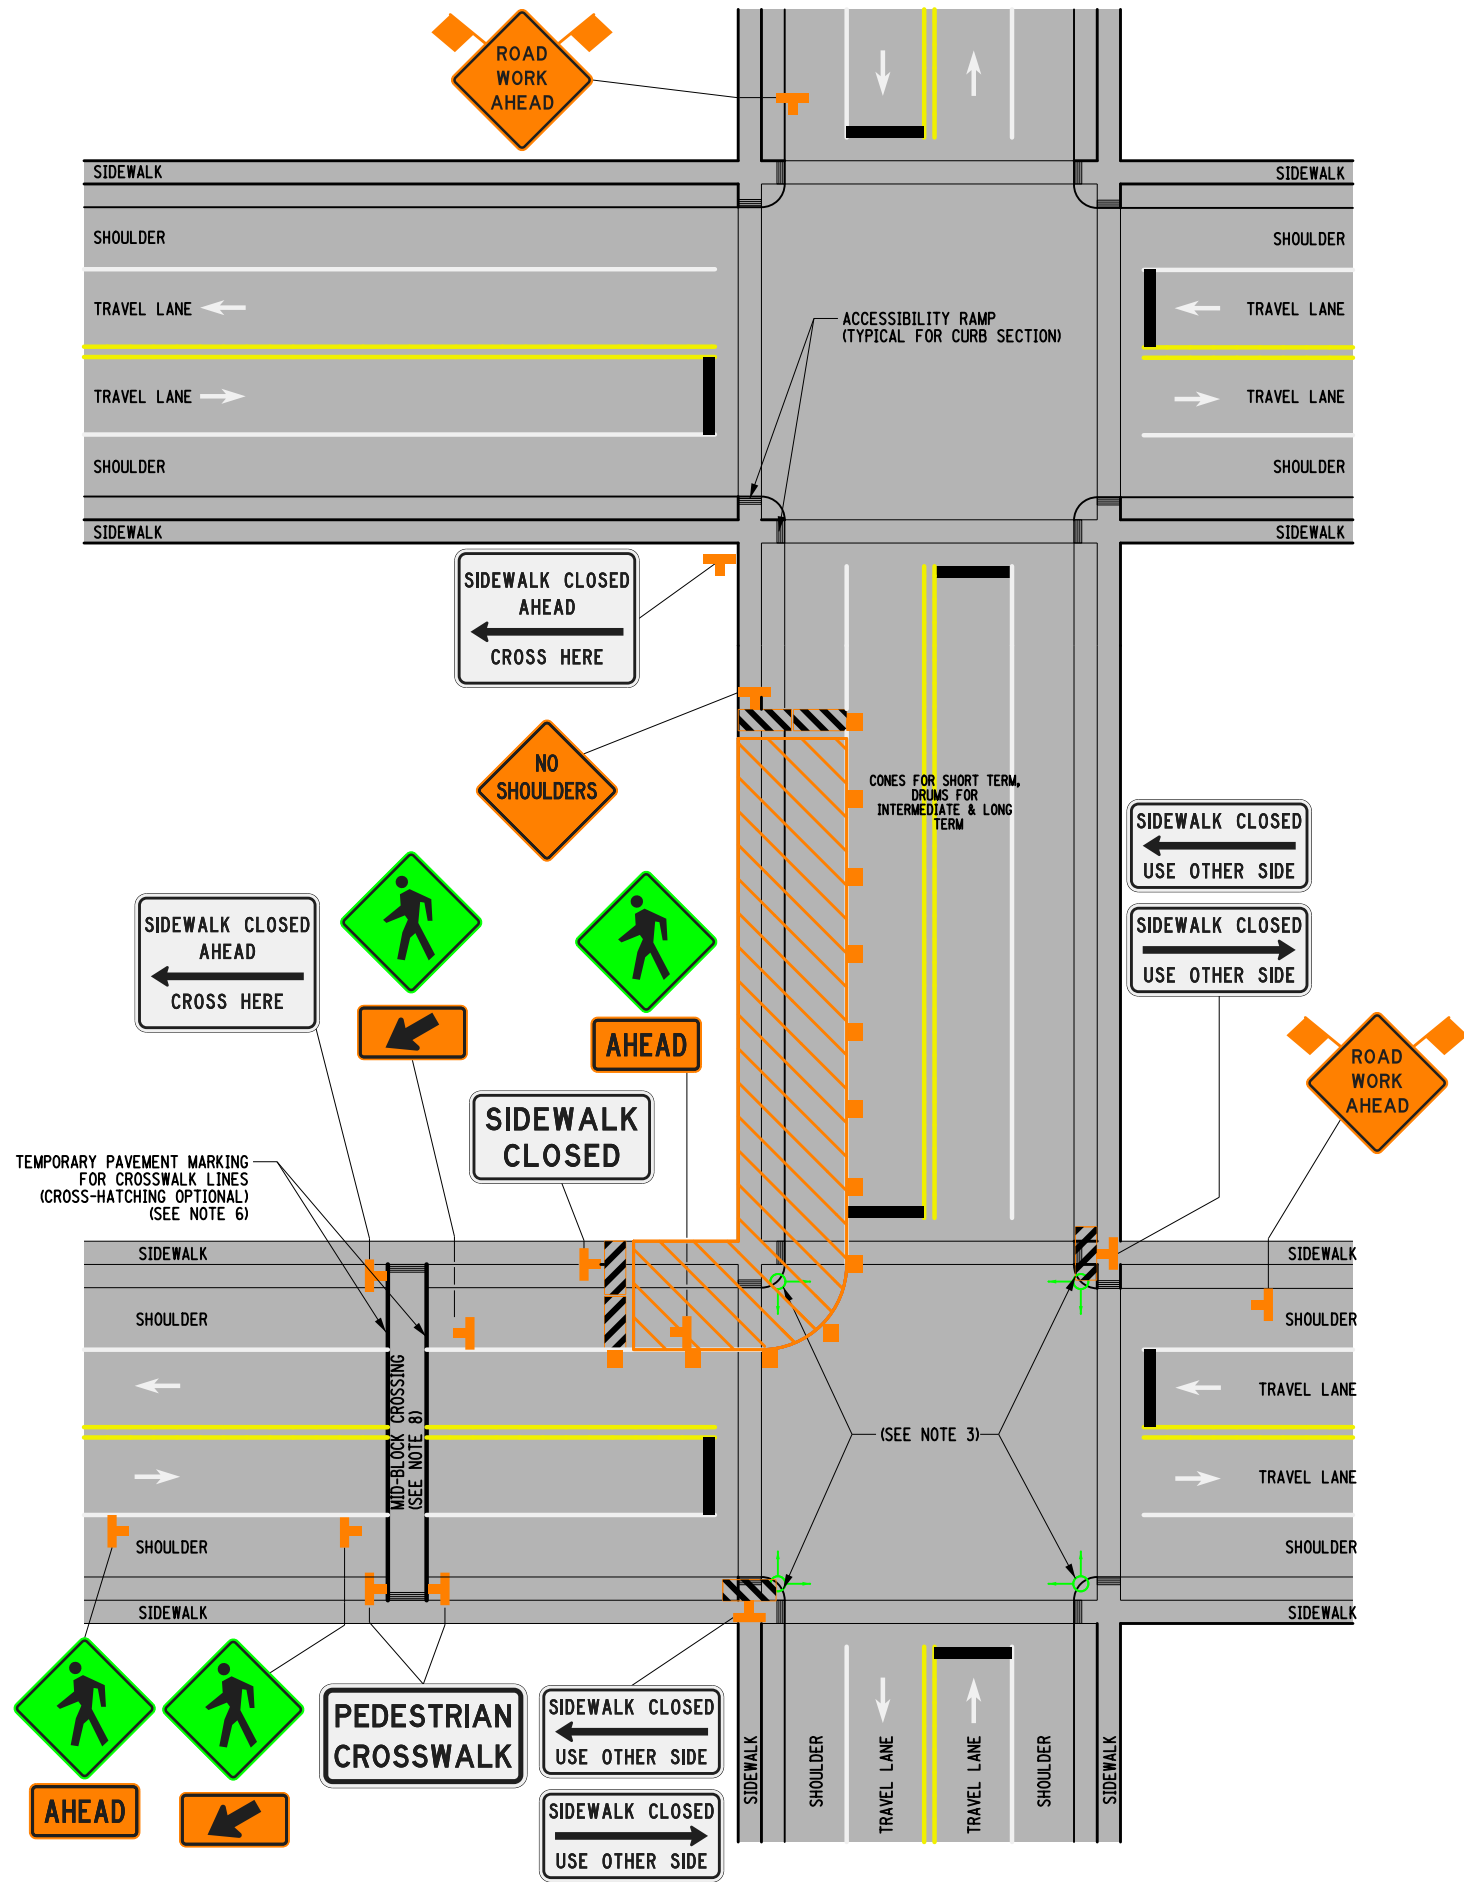 ROAD
WORK
AHEAD
SIDEWALK
SIDEWALK
SHOULDER
SHOULDER
TRAVEL LANE
TRAVEL LANE
ACCESSIBILITY RAMP
(TYPICAL FOR CURB SECTION)
TRAVEL LANE
TRAVEL LANE
SHOULDER
SHOULDER
SIDEWALK
SIDEWALK
SIDEWALK CLOSED
AHEAD
CROSS HERE
NO
SHOULDERS
CONES FOR SHORT TERM,
DRUMS FOR
INTERMEDIATE & LONG
TERM
SIDEWALK CLOSED
USE OTHER SIDE
SIDEWALK CLOSED
USE OTHER SIDE
SIDEWALK CLOSED
AHEAD
CROSS HERE
AHEAD
ROAD
WORK
AHEAD
SIDEWALK
CLOSED
TEMPORARY PAVEMENT MARKING
FOR CROSSWALK LINES
(CROSS-HATCHING OPTIONAL)
(SEE NOTE 6)
SIDEWALK
SIDEWALK
SHOULDER
SHOULDER
MID-BLOCK CROSSING
(SEE NOTE 8)
TRAVEL LANE
(SEE NOTE 3)
TRAVEL LANE
SHOULDER
SHOULDER
SIDEWALK
SIDEWALK
AHEAD
PEDESTRIAN
CROSSWALK
SIDEWALK CLOSED
USE OTHER SIDE
SIDEWALK CLOSED
USE OTHER SIDE
SIDEWALK
SHOULDER
TRAVEL LANE
TRAVEL LANE
SHOULDER
SIDEWALK